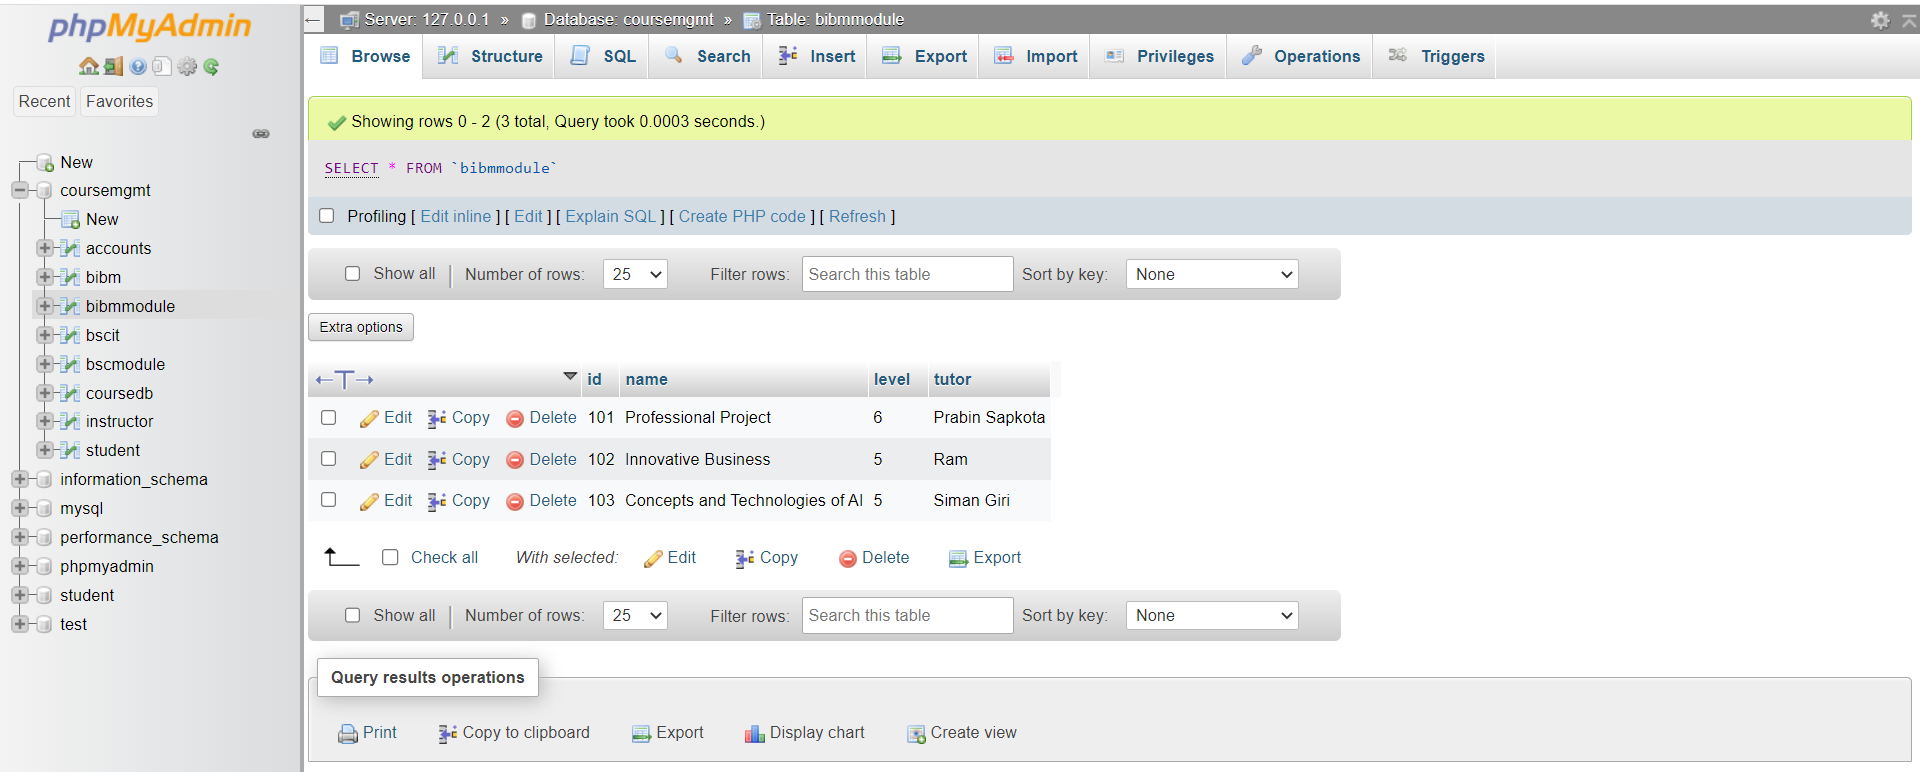 phpMyAdmin
Recent Favorites
New
coursemgmt
New
accounts
bibm
bibmmodule
bscit
bscmodule
coursedb
instructor
student
information_schema
mysql
performance_schema
phpmyadmin
student
test
Server: 127.0.0.1 » Database: coursemgmt » Table: bibmmodule
Browse Structure SQL Search Insert Export Import Privileges Operations Triggers
Showing rows 0 - 2 (3 total, Query took 0.0003 seconds.)
SELECT * FROM `bibmmodule`
Profiling [ Edit inline ] [ Edit ] [ Explain SQL ] [ Create PHP code ] [ Refresh ]
Show all Number of rows: 25 Filter rows: Search this table Sort by key: None
Extra options
id name level tutor
Edit Copy Delete 101 Professional Project 6 Prabin Sapkota
Edit Copy Delete 102 Innovative Business 5 Ram
Edit Copy Delete 103 Concepts and Technologies of AI 5 Siman Giri
Check all With selected: Edit Copy Delete Export
Show all Number of rows: 25 Filter rows: Search this table Sort by key: None
Query results operations
Print Copy to clipboard Export Display chart Create view